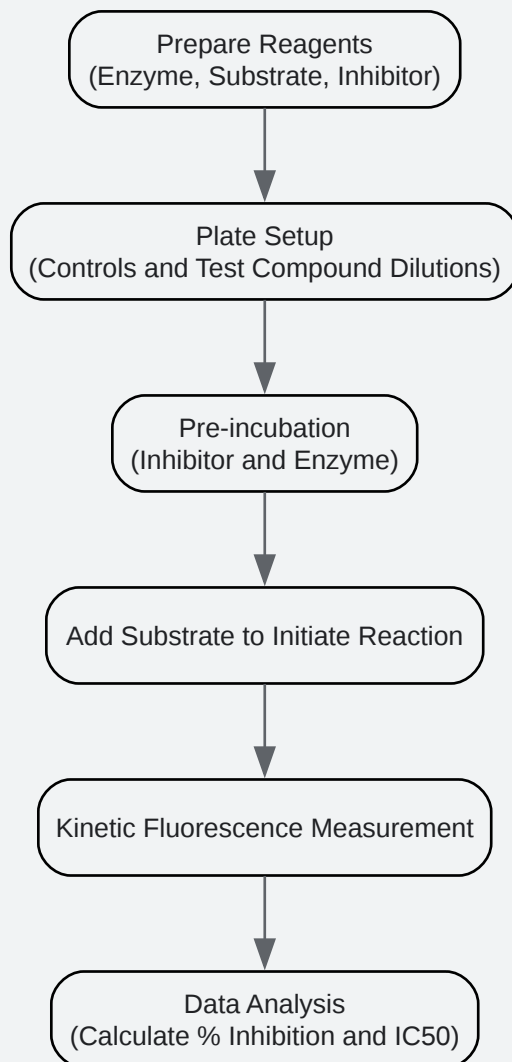 Prepare Reagents
(Enzyme, Substrate, Inhibitor)
Plate Setup
(Controls and Test Compound Dilutions)
Pre-incubation
(Inhibitor and Enzyme)
Add Substrate to Initiate Reaction
Kinetic Fluorescence Measurement
Data Analysis
(Calculate % Inhibition and IC50)